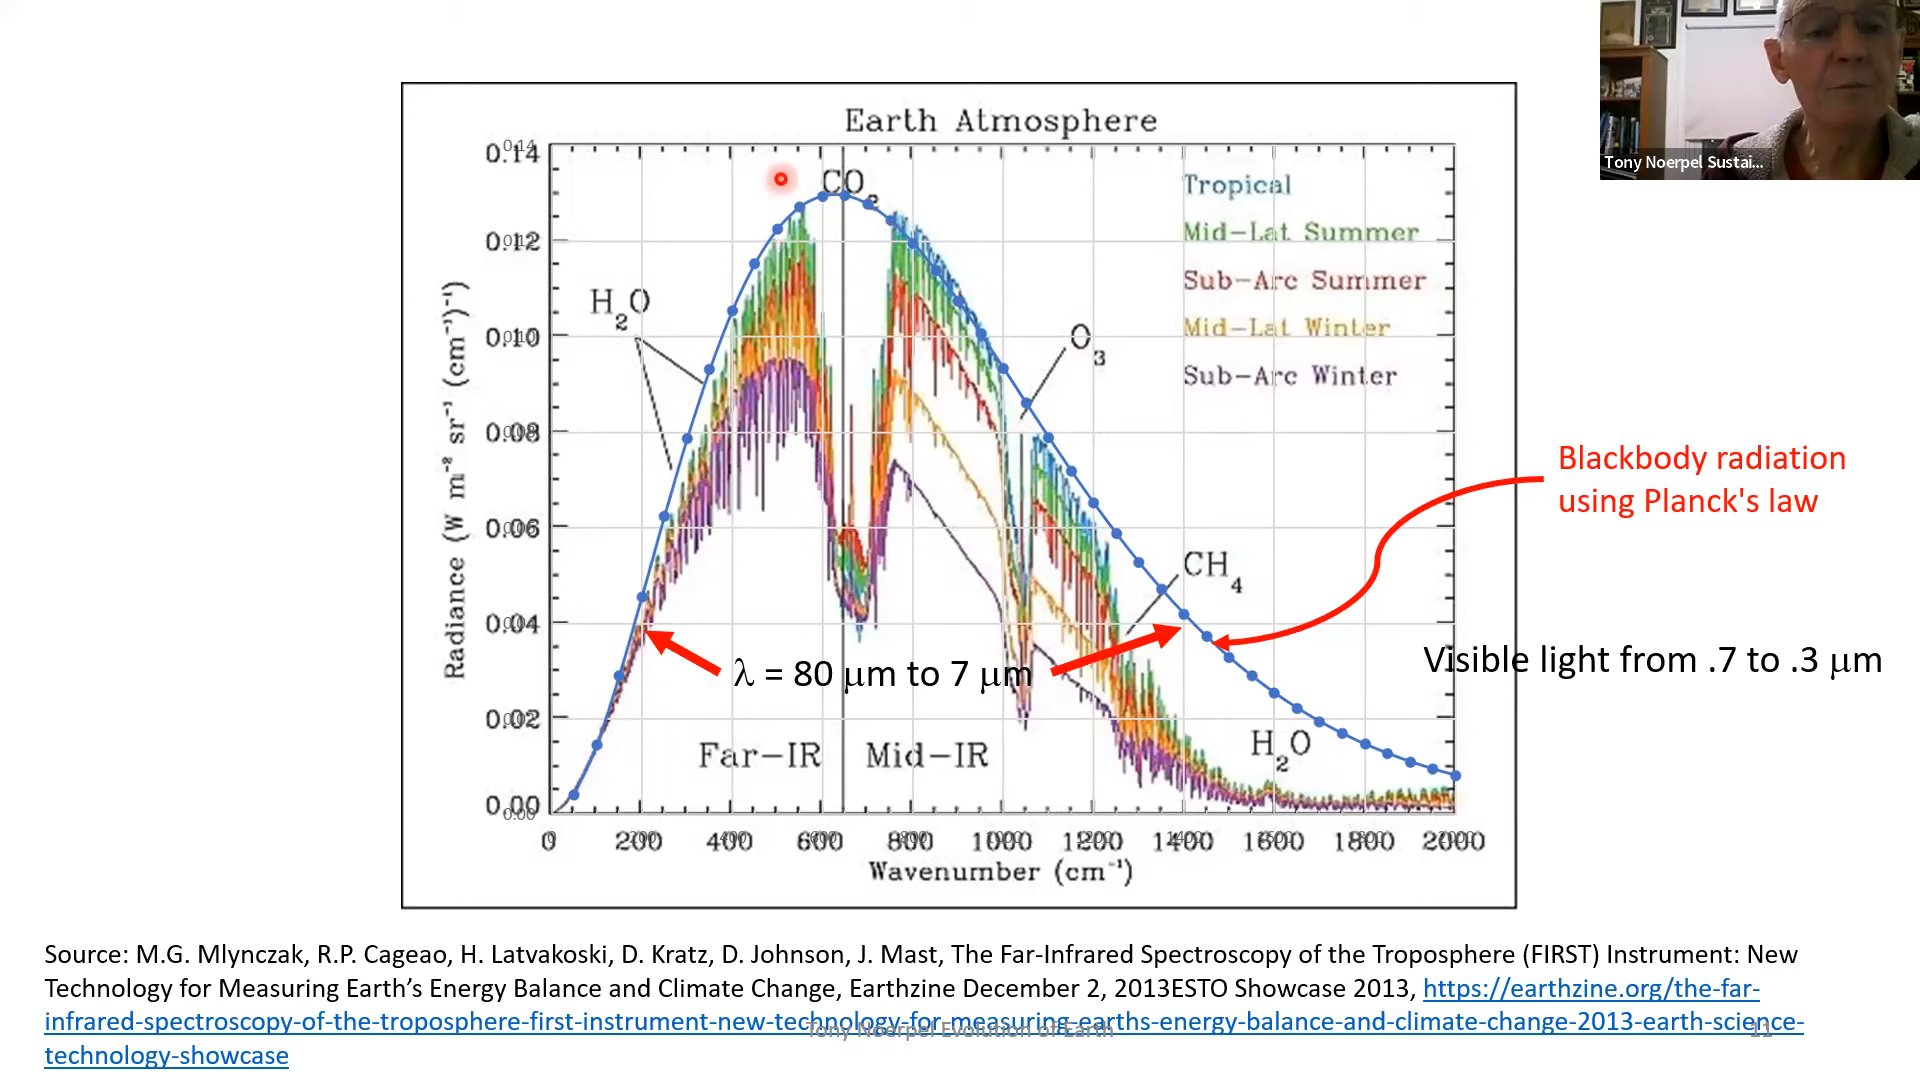 Tony Noerpel Sustai...
Earth Atmosphere
CO2
Tropical
Mid-Lat Summer
Sub-Arc Summer
Mid-Lat Winter
Sub-Arc Winter
H2O
O3
CH4
H2O
0.14
0.12
0.10
0.08
0.06
0.04
0.02
0.00
Radiance (W m-2 sr-1 (cm-1)-1)
Blackbody radiation
using Planck's law
λ = 80 μm to 7 μm
Visible light from .7 to .3 μm
Far-IR
Mid-IR
0 200 400 600 800 1000 1200 1400 1600 1800 2000
Wavenumber (cm-1)
Source: M.G. Mlynczak, R.P. Cageao, H. Latvakoski, D. Kratz, D. Johnson, J. Mast, The Far-Infrared Spectroscopy of the Troposphere (FIRST) Instrument: New
Technology for Measuring Earth’s Energy Balance and Climate Change, Earthzine December 2, 2013ESTO Showcase 2013, https://earthzine.org/the-far-
infrared-spectroscopy-of-the-troposphere-first-instrument-new-technology-for-measuring-earths-energy-balance-and-climate-change-2013-earth-science-
technology-showcase
Tony Noerpel Evolution of Earth
11